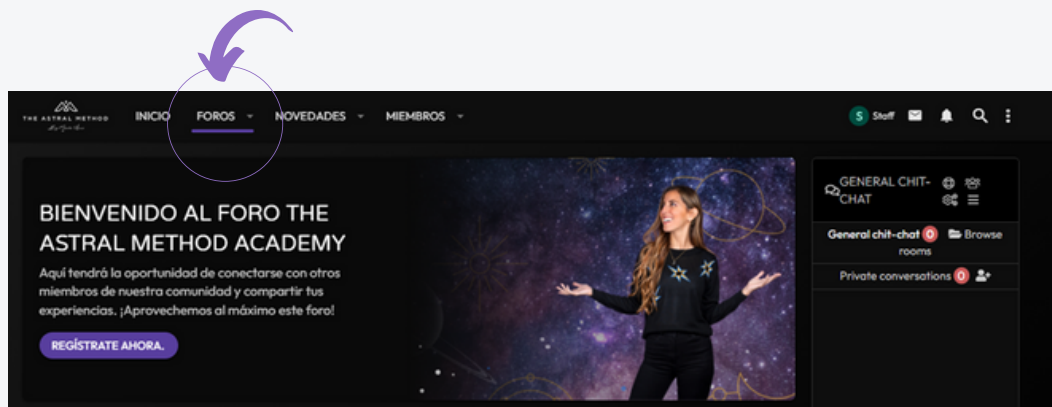 THE ASTRAL METHOD
INICIO
FOROS
NOVEDADES
MIEMBROS
S
Staff
BIENVENIDO AL FORO THE
ASTRAL METHOD ACADEMY
Aquí tendrá la oportunidad de conectarse con otros
miembros de nuestra comunidad y compartir tus
experiencias. ¡Aprovechemos al máximo este foro!
REGÍSTRATE AHORA.
GENERAL CHIT-
CHAT
General chit-chat 0 Browse
rooms
Private conversations 0